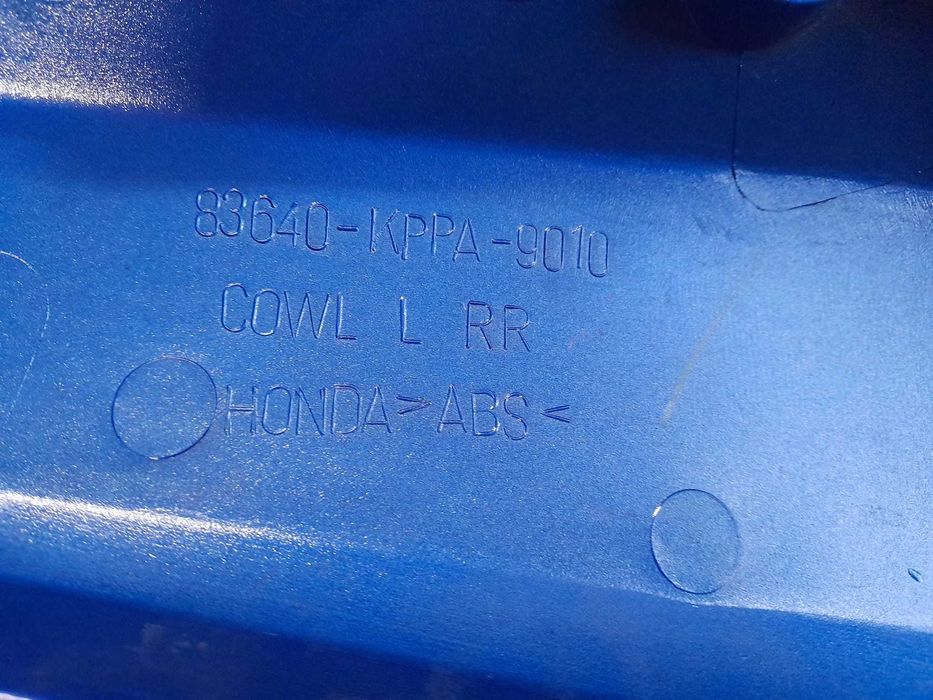 83640-KPPA-9010
COWL L RR
HONDA >ABS<